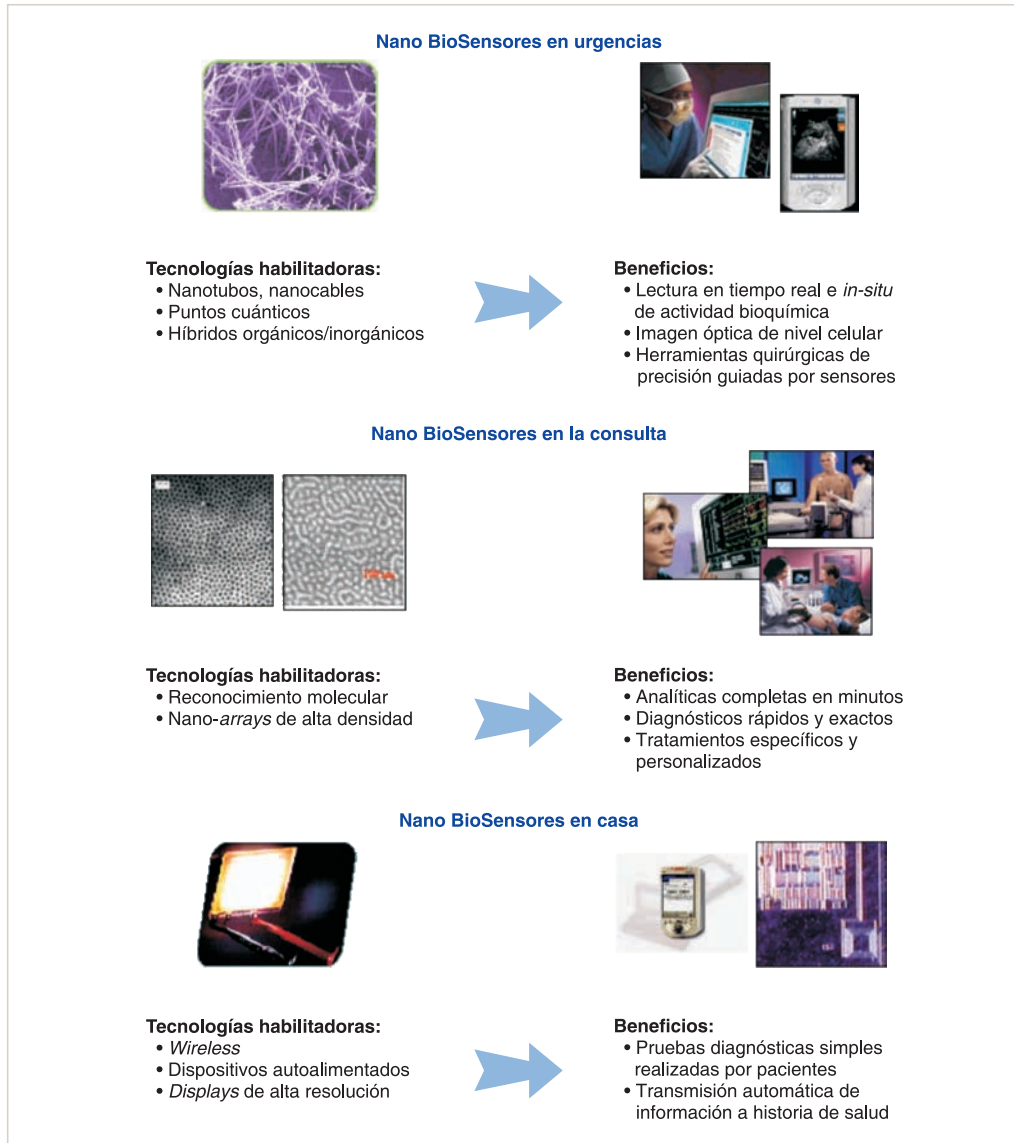 Nano BioSensores en urgencias
Tecnologías habilitadoras:
• Nanotubos, nanocables
• Puntos cuánticos
• Híbridos orgánicos/inorgánicos
Beneficios:
• Lectura en tiempo real e in-situ
de actividad bioquímica
• Imagen óptica de nivel celular
• Herramientas quirúrgicas de
precisión guiadas por sensores
Nano BioSensores en la consulta
Tecnologías habilitadoras:
• Reconocimiento molecular
• Nano-arrays de alta densidad
Beneficios:
• Analíticas completas en minutos
• Diagnósticos rápidos y exactos
• Tratamientos específicos y
personalizados
Nano BioSensores en casa
Tecnologías habilitadoras:
• Wireless
• Dispositivos autoalimentados
• Displays de alta resolución
Beneficios:
• Pruebas diagnósticas simples
realizadas por pacientes
• Transmisión automática de
información a historia de salud